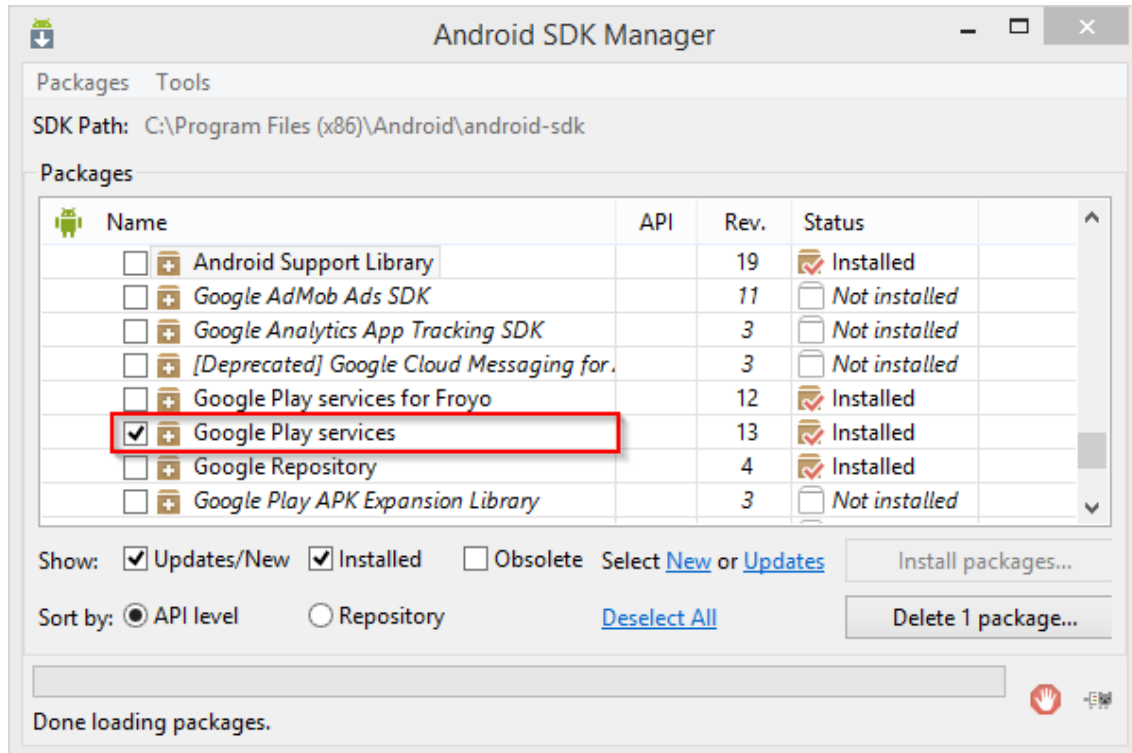 Android SDK Manager
Packages Tools
SDK Path: C:\Program Files (x86)\Android\android-sdk
Packages
Name API Rev. Status
Android Support Library 19 Installed
Google AdMob Ads SDK 11 Not installed
Google Analytics App Tracking SDK 3 Not installed
[Deprecated] Google Cloud Messaging for . 3 Not installed
Google Play services for Froyo 12 Installed
Google Play services 13 Installed
Google Repository 4 Installed
Google Play APK Expansion Library 3 Not installed
Show: Updates/New Installed Obsolete Select New or Updates Install packages...
Sort by: API level Repository Deselect All Delete 1 package...
Done loading packages.